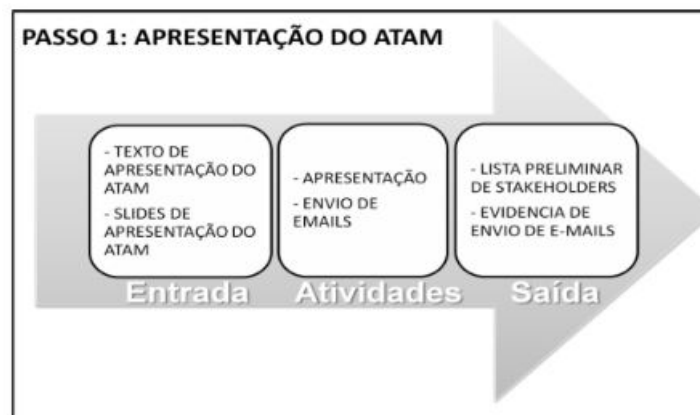 PASSO 1: APRESENTAÇÃO DO ATAM
- TEXTO DE
APRESENTAÇÃO DO
ATAM
- SLIDES DE
APRESENTAÇÃO DO
ATAM
Entrada
- APRESENTAÇÃO
- ENVIO DE
EMAILS
Atividades
- LISTA PRELIMINAR
DE STAKEHOLDERS
- EVIDENCIA DE
ENVIO DE E-MAILS
Saída